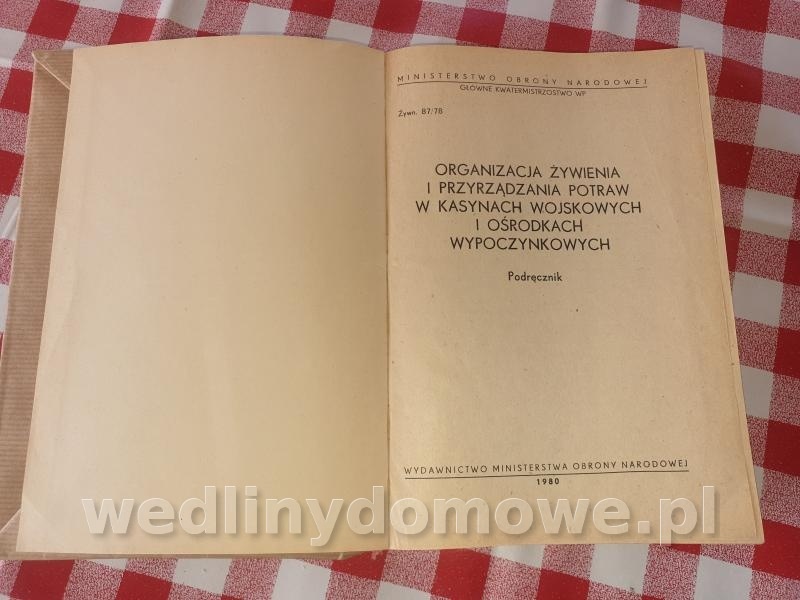 MINISTERSTWO OBRONY NARODOWEJ
GŁÓWNE KWATERMISTRZOSTWO WP
Żywn. 87/78
ORGANIZACJA ŻYWIENIA
I PRZYRZĄDZANIA POTRAW
W KASYNACH WOJSKOWYCH
I OŚRODKACH
WYPOCZYNKOWYCH
Podręcznik
WYDAWNICTWO MINISTERSTWA OBRONY NARODOWEJ
1980
wedlinydomowe.pl